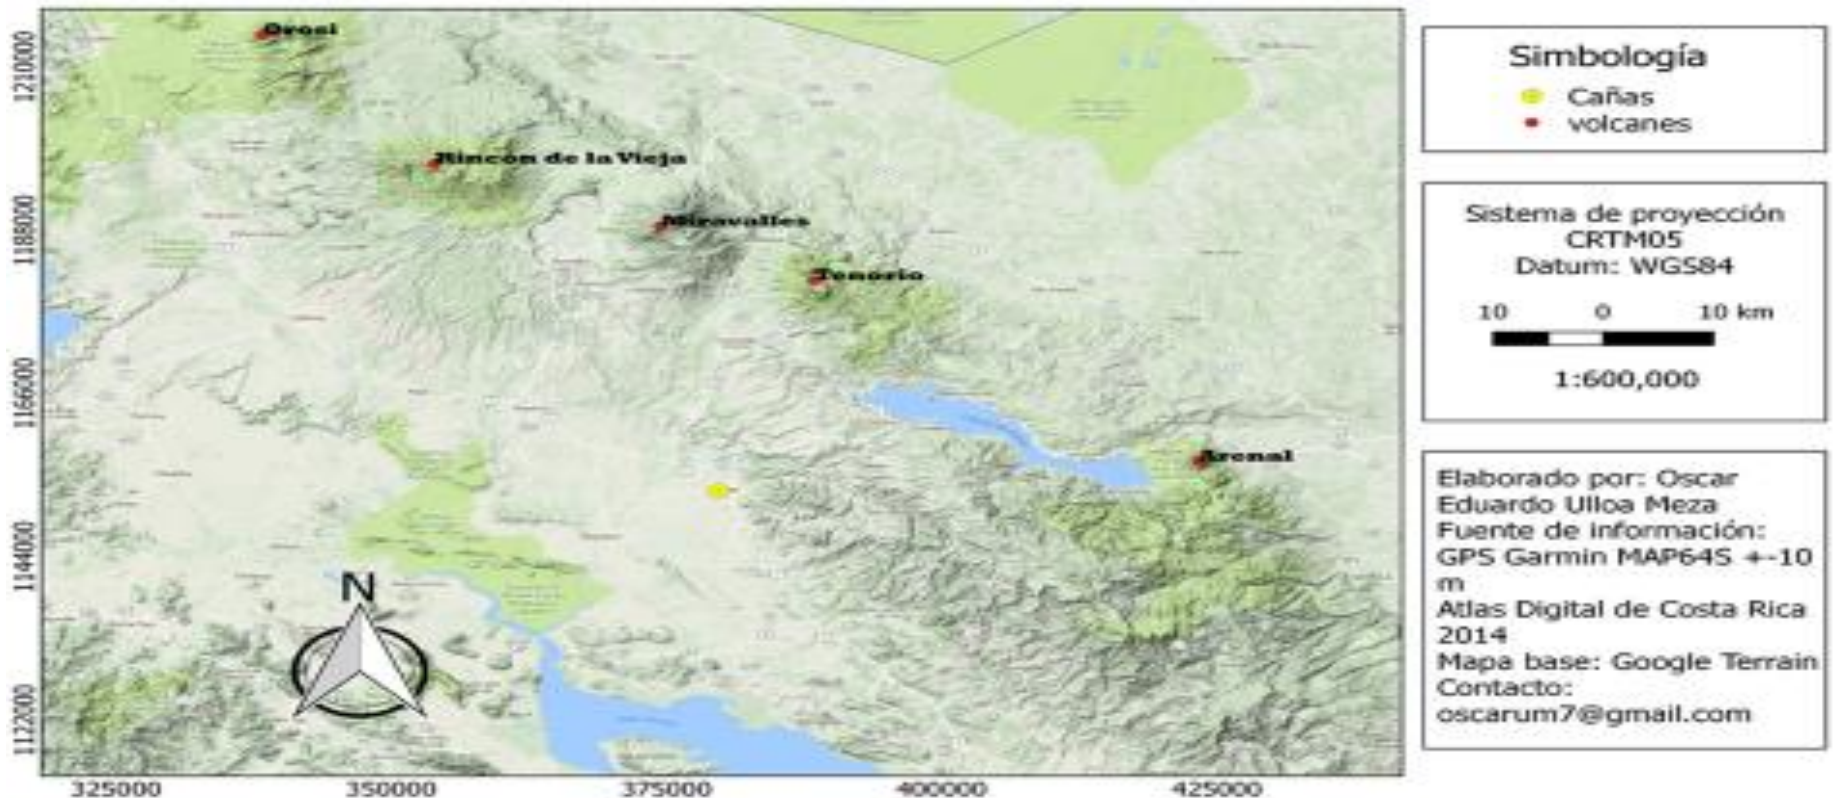 Orosi
Rincón de la Vieja
Miravalles
Tenorio
Arenal
N
1210000
1188000
1166000
1144000
1122000
325000
350000
375000
400000
425000
Simbología
Cañas
volcanes
Sistema de proyección
CRTM05
Datum: WGS84
10 0 10 km
1:600,000
Elaborado por: Oscar
Eduardo Ulloa Meza
Fuente de información:
GPS Garmin MAP64S +-10
m
Atlas Digital de Costa Rica
2014
Mapa base: Google Terrain
Contacto:
oscarum7@gmail.com